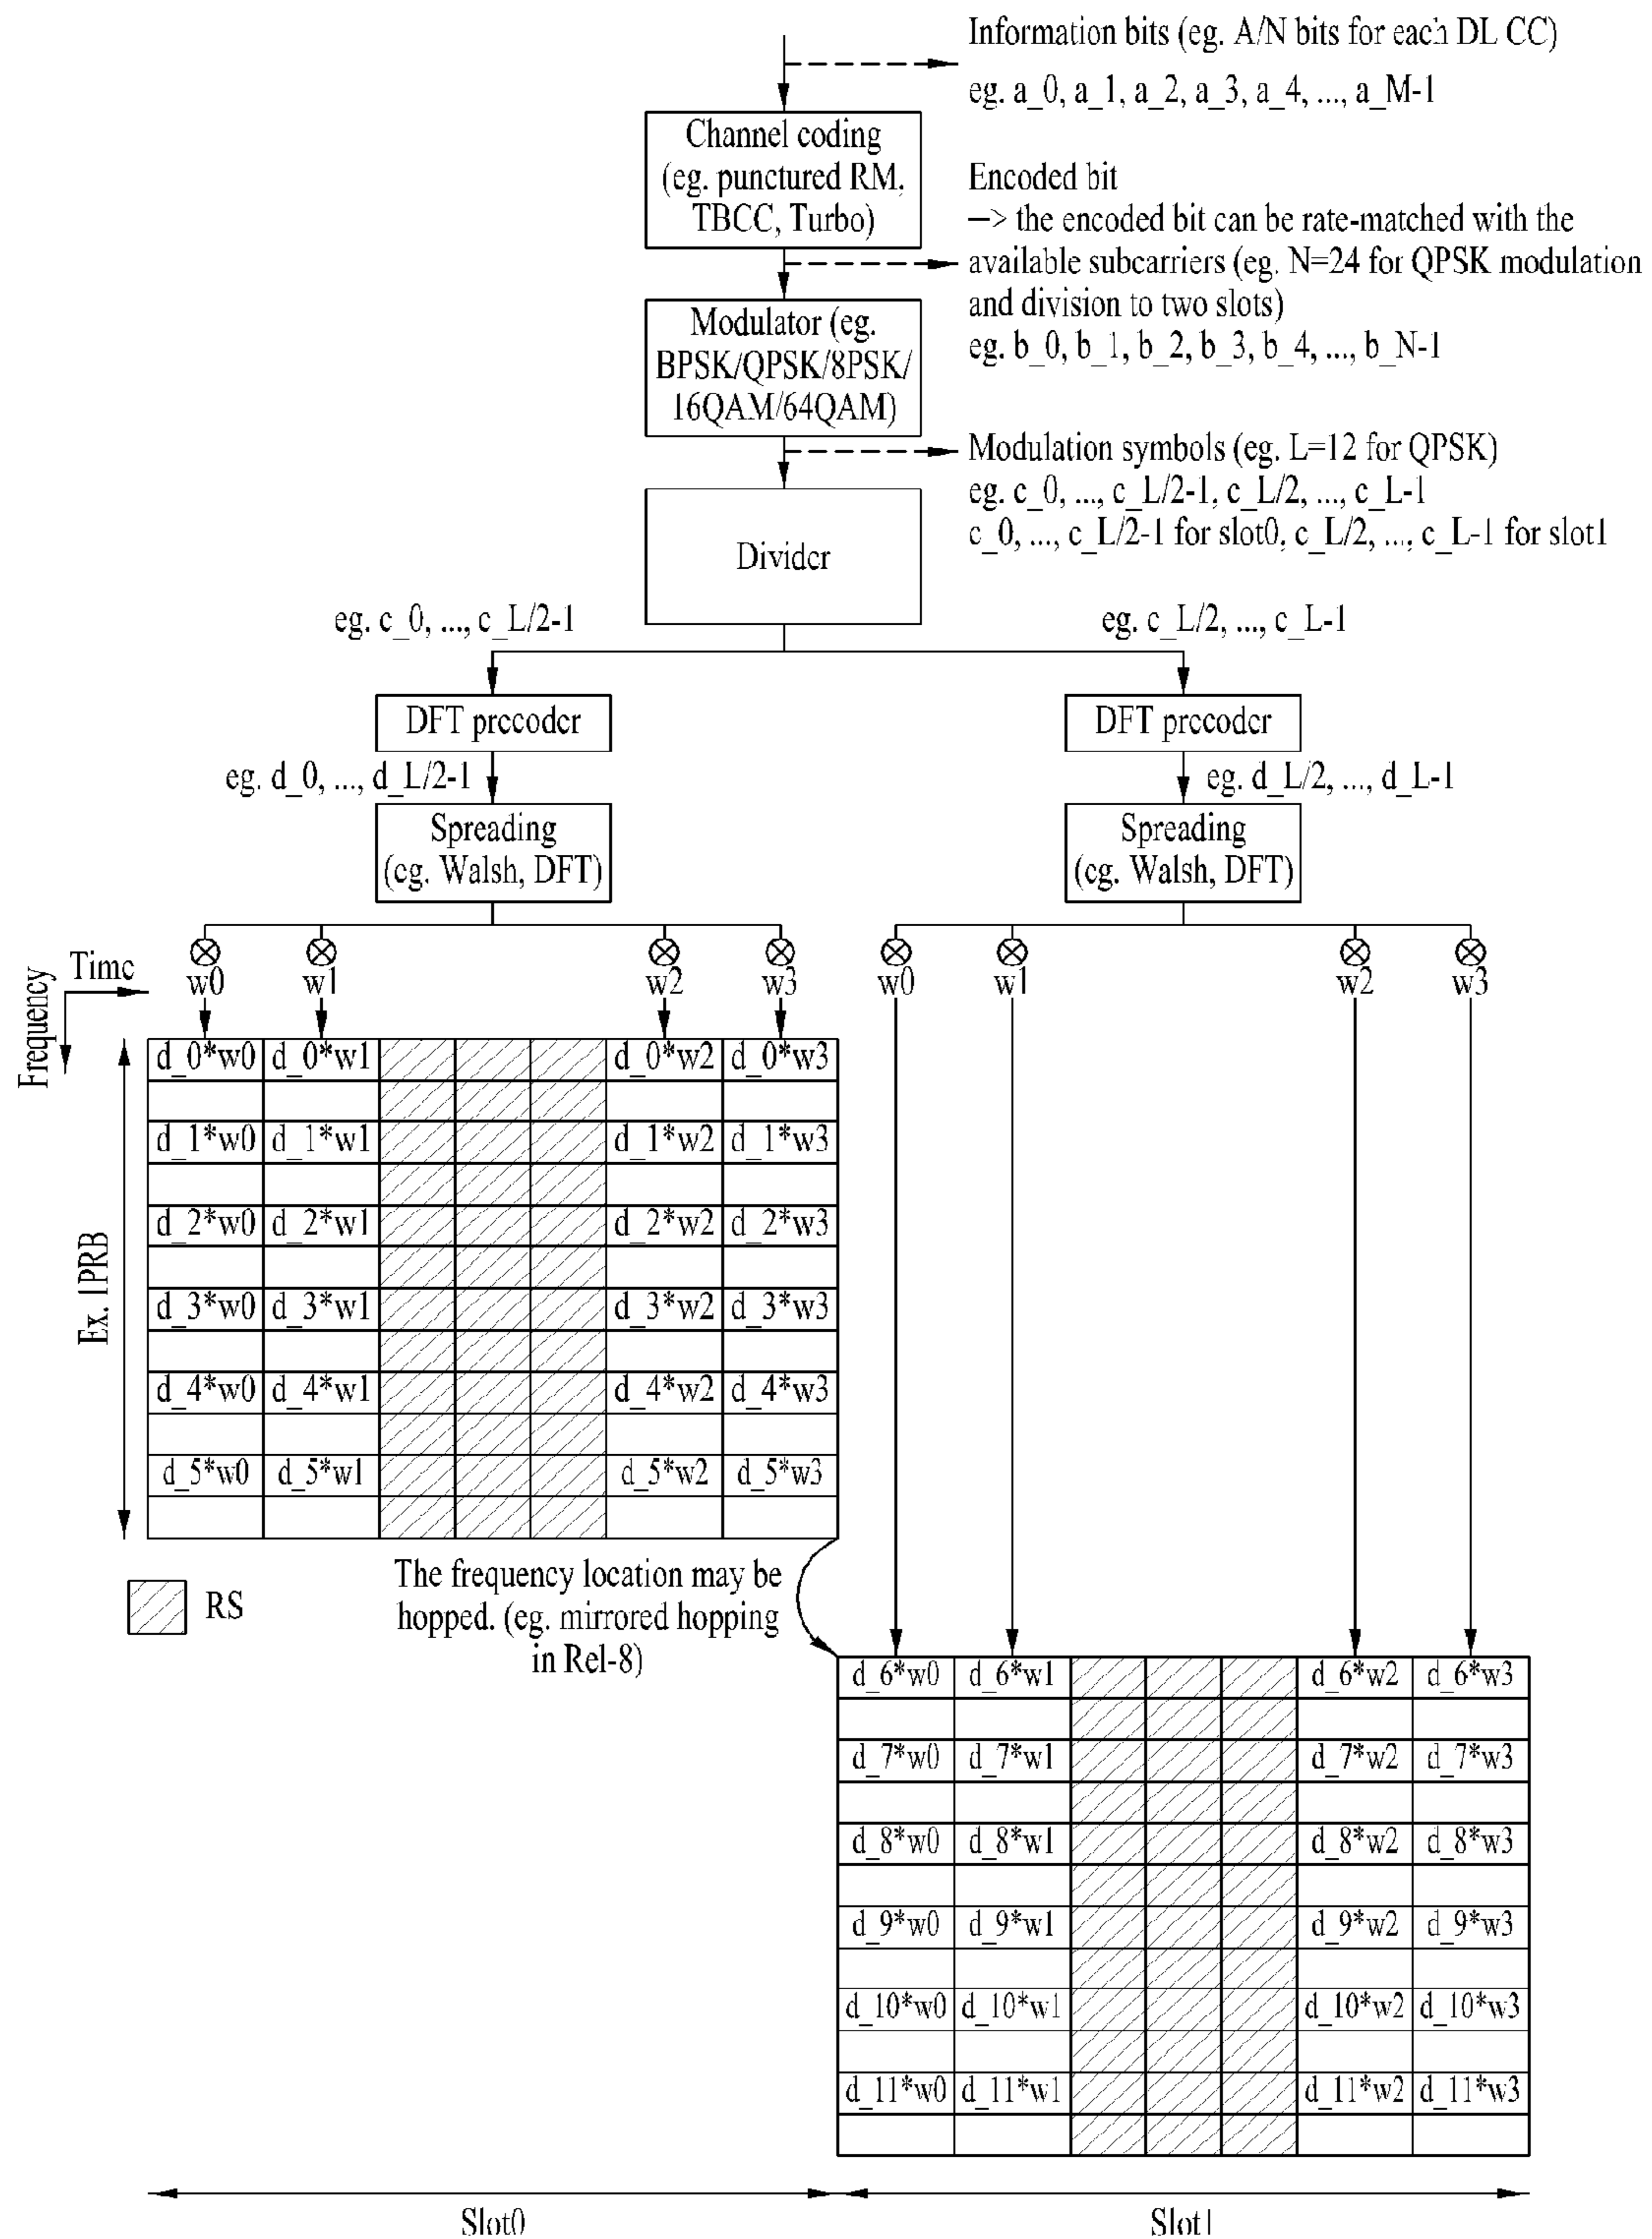 Information bits (eg. A/N bits for each DL CC)
eg. a_0, a_1, a_2, a_3, a_4, ..., a_M-1
Channel coding
(eg. punctured RM,
TBCC, Turbo)
Encoded bit
—> the encoded bit can be rate-matched with the
available subcarriers (eg. N=24 for QPSK modulation
and division to two slots)
eg. b_0, b_1, b_2, b_3, b_4, ..., b_N-1
Modulator (eg.
BPSK/QPSK/8PSK/
16QAM/64QAM)
Modulation symbols (eg. L=12 for QPSK)
eg. c_0, ..., c_L/2-1, c_L/2, ..., c_L-1
c_0, ..., c_L/2-1 for slot0, c_L/2, ..., c_L-1 for slot1
Divider
eg. c_0, ..., c_L/2-1
eg. c_L/2, ..., c_L-1
DFT precoder
DFT precoder
eg. d_0, ..., d_L/2-1
eg. d_L/2, ..., d_L-1
Spreading
(eg. Walsh, DFT)
Spreading
(eg. Walsh, DFT)
Time
Frequency
w0 w1 w2 w3 w0 w1 w2 w3
d_0*w0 d_0*w1 d_0*w2 d_0*w3
d_1*w0 d_1*w1 d_1*w2 d_1*w3
d_2*w0 d_2*w1 d_2*w2 d_2*w3
d_3*w0 d_3*w1 d_3*w2 d_3*w3
d_4*w0 d_4*w1 d_4*w2 d_4*w3
d_5*w0 d_5*w1 d_5*w2 d_5*w3
Ex. 1PRB
RS
The frequency location may be
hopped. (eg. mirrored hopping
in Rel-8)
d_6*w0 d_6*w1 d_6*w2 d_6*w3
d_7*w0 d_7*w1 d_7*w2 d_7*w3
d_8*w0 d_8*w1 d_8*w2 d_8*w3
d_9*w0 d_9*w1 d_9*w2 d_9*w3
d_10*w0 d_10*w1 d_10*w2 d_10*w3
d_11*w0 d_11*w1 d_11*w2 d_11*w3
Slot0
Slot1